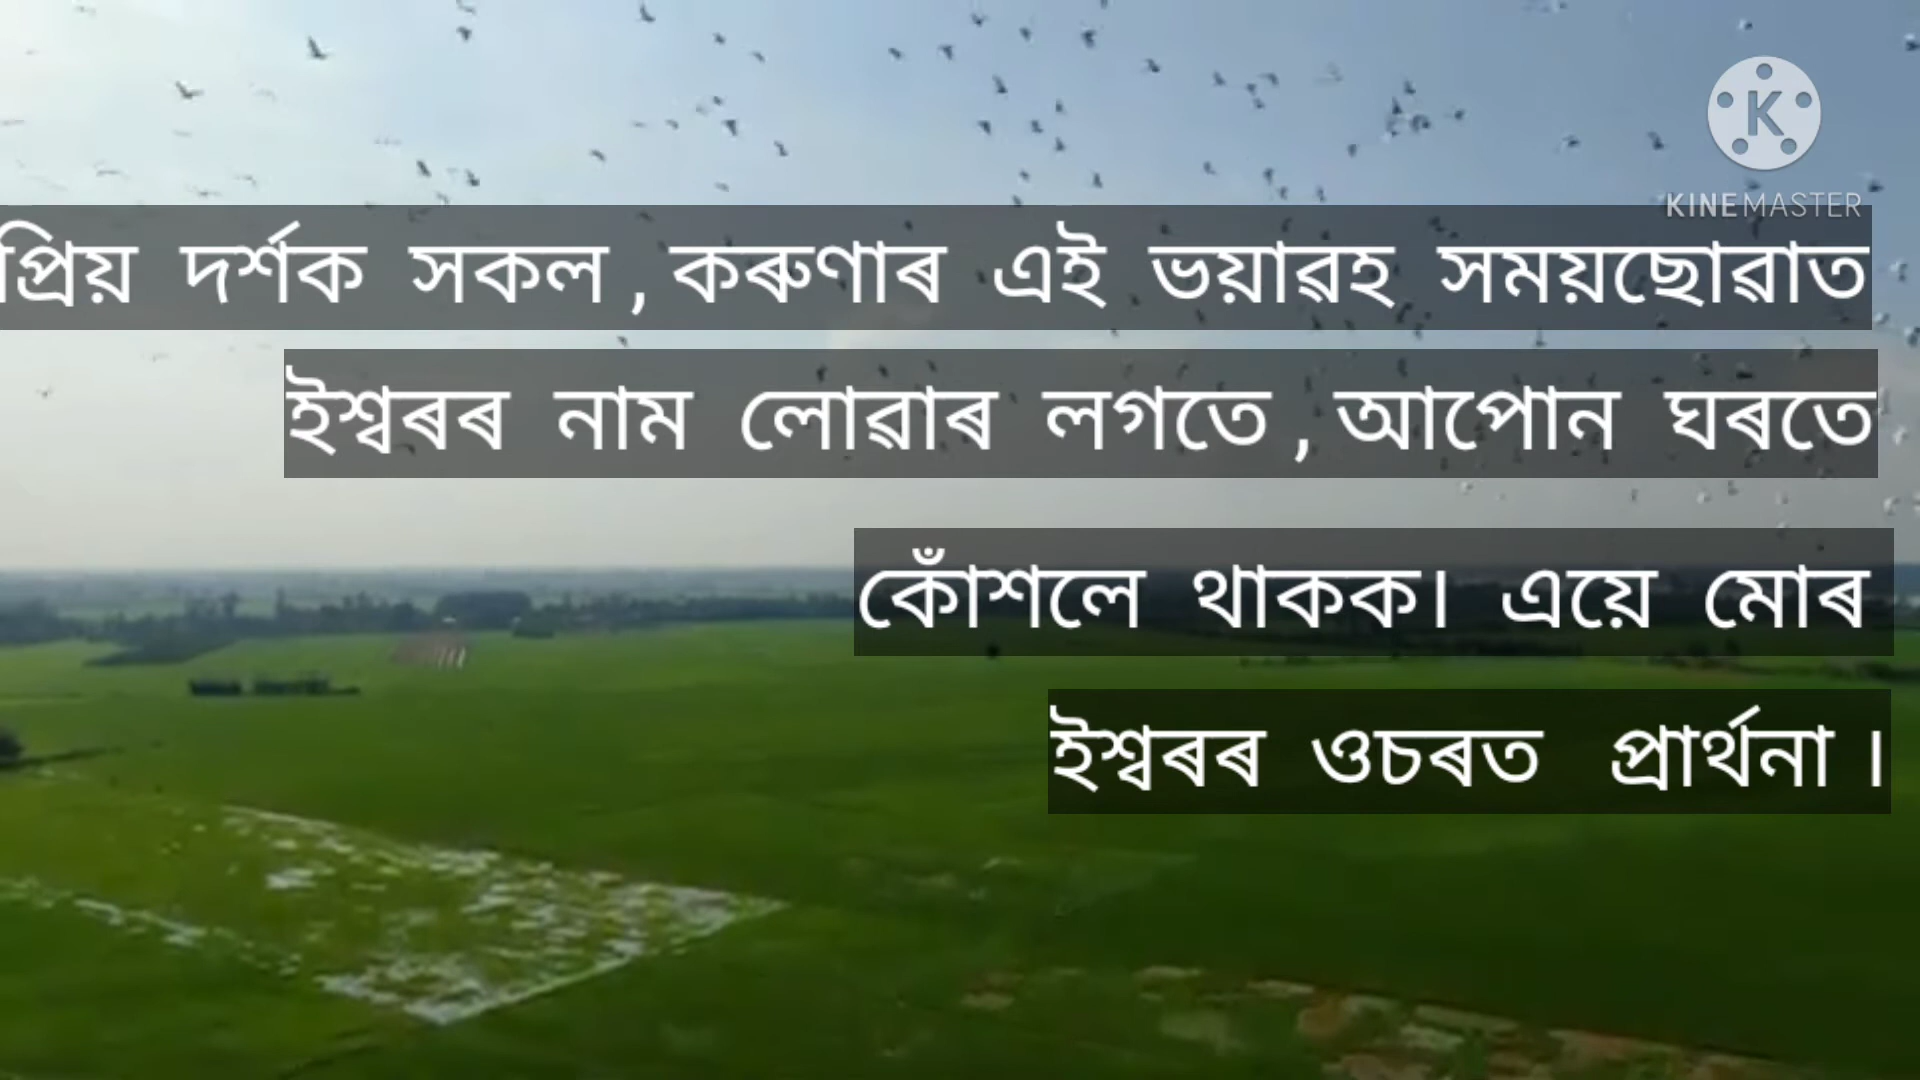 KINEMASTER
প্ৰিয় দৰ্শক সকল , কৰুণাৰ এই ভয়াৱহ সময়ছোৱাত
ইশ্বৰৰ নাম লোৱাৰ লগতে , আপোন ঘৰতে
কোঁশলে থাকক। এয়ে মোৰ
ইশ্বৰৰ ওচৰত প্ৰাৰ্থনা ।